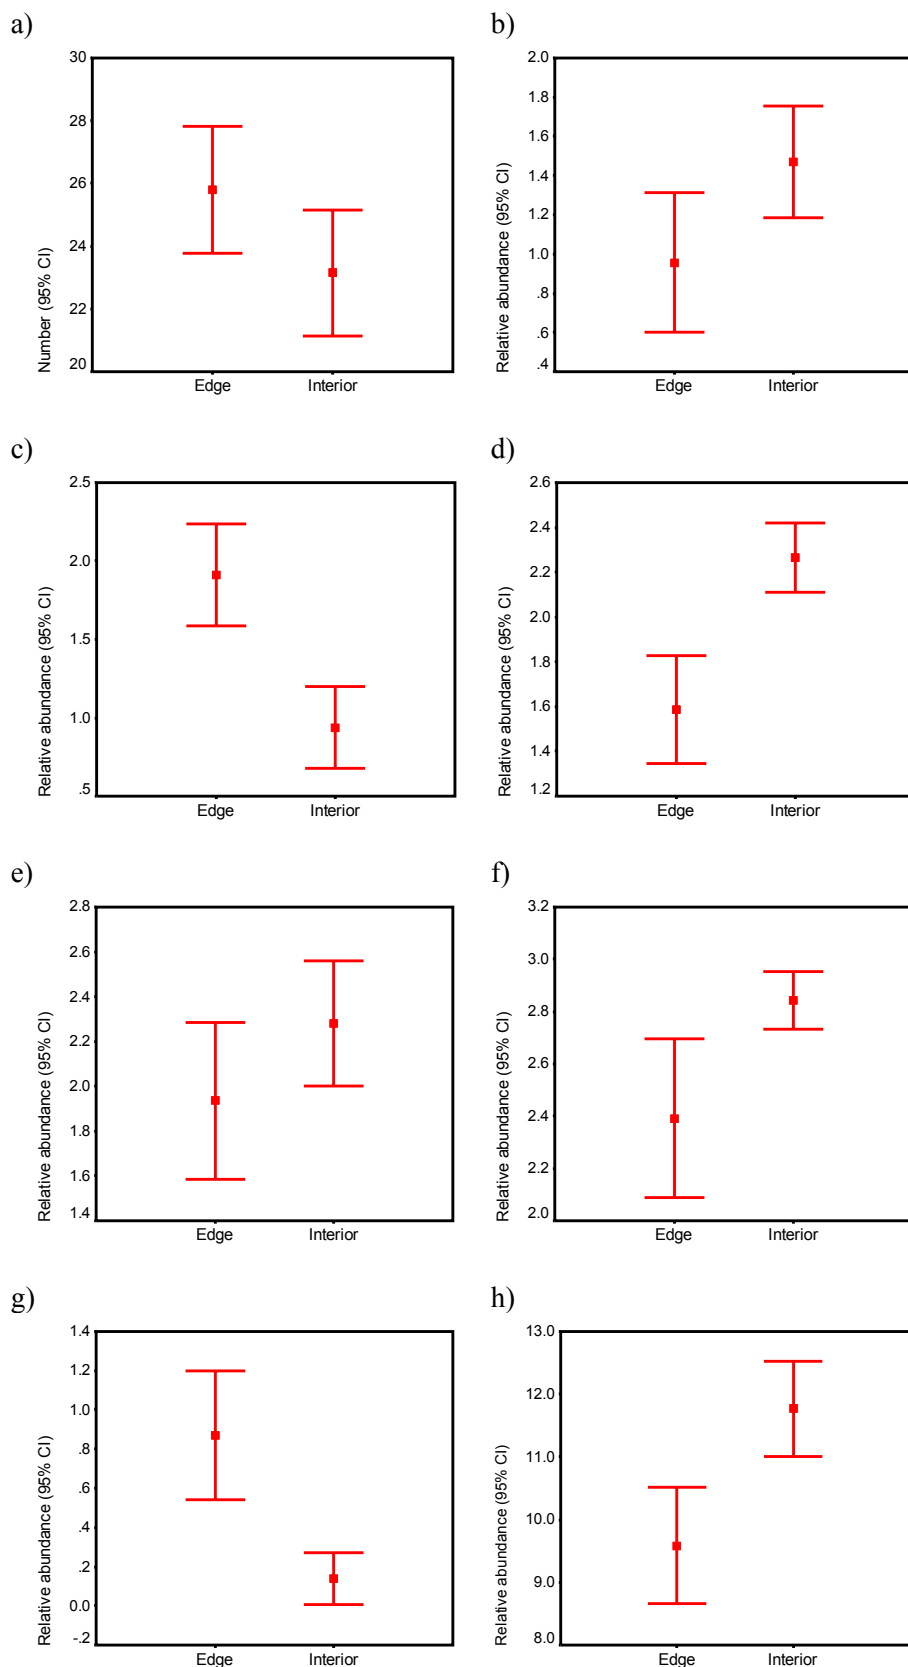 a)
30
28
26
24
22
20
Number (95% CI)
Edge Interior
b)
2.0
1.8
1.6
1.4
1.2
1.0
.8
.6
.4
Relative abundance (95% CI)
Edge Interior
c)
2.5
2.0
1.5
1.0
.5
Relative abundance (95% CI)
Edge Interior
d)
2.6
2.4
2.2
2.0
1.8
1.6
1.4
1.2
Relative abundance (95% CI)
Edge Interior
e)
2.8
2.6
2.4
2.2
2.0
1.8
1.6
1.4
Relative abundance (95% CI)
Edge Interior
f)
3.2
3.0
2.8
2.6
2.4
2.2
2.0
Relative abundance (95% CI)
Edge Interior
g)
1.4
1.2
1.0
.8
.6
.4
.2
0.0
-.2
Relative abundance (95% CI)
Edge Interior
h)
13.0
12.0
11.0
10.0
9.0
8.0
Relative abundance (95% CI)
Edge Interior